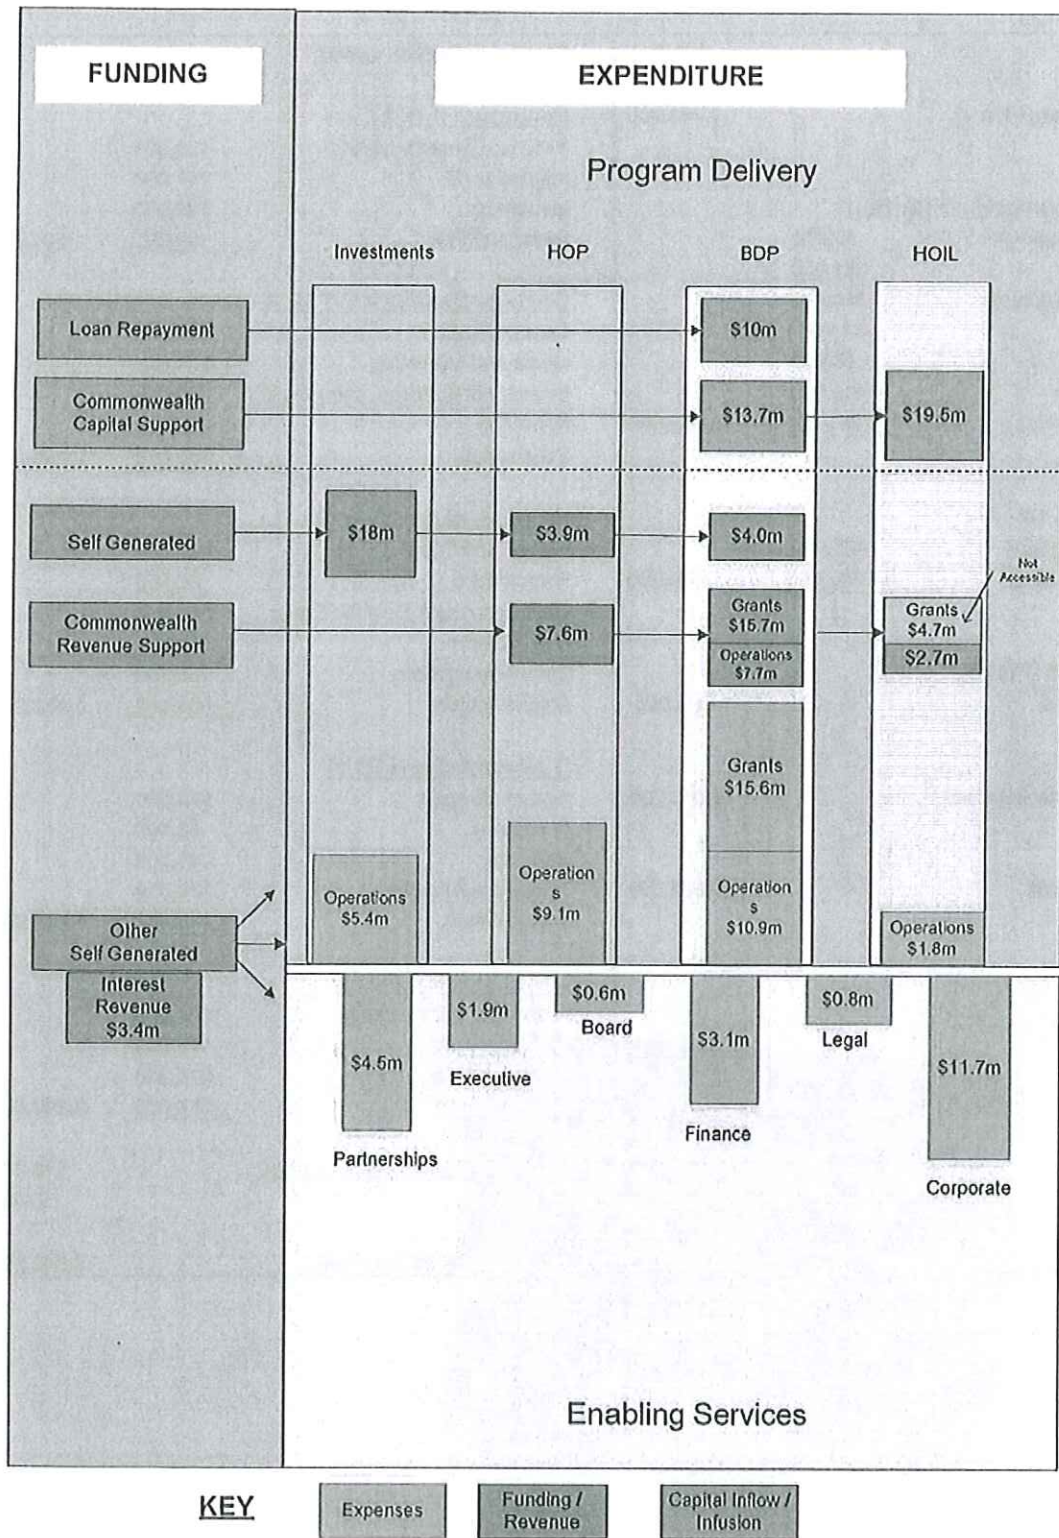 FUNDING
EXPENDITURE
Program Delivery
Investments
HOP
BDP
HOIL
Loan Repayment
$10m
Commonwealth
Capital Support
$13.7m
$19.5m
Self Generated
$18m
$3.9m
$4.0m
Not
Accessible
Commonwealth
Revenue Support
$7.6m
Grants
$15.7m
Operations
$7.7m
Grants
$4.7m
$2.7m
Grants
$15.6m
Operations
$5.4m
Operation
s
$9.1m
Operation
s
$10.9m
Operations
$1.8m
Other
Self Generated
Interest
Revenue
$3.4m
$4.5m
Partnerships
$1.9m
Executive
$0.6m
Board
$3.1m
Finance
$0.8m
Legal
$11.7m
Corporate
Enabling Services
KEY
Expenses
Funding /
Revenue
Capital Inflow /
Infusion